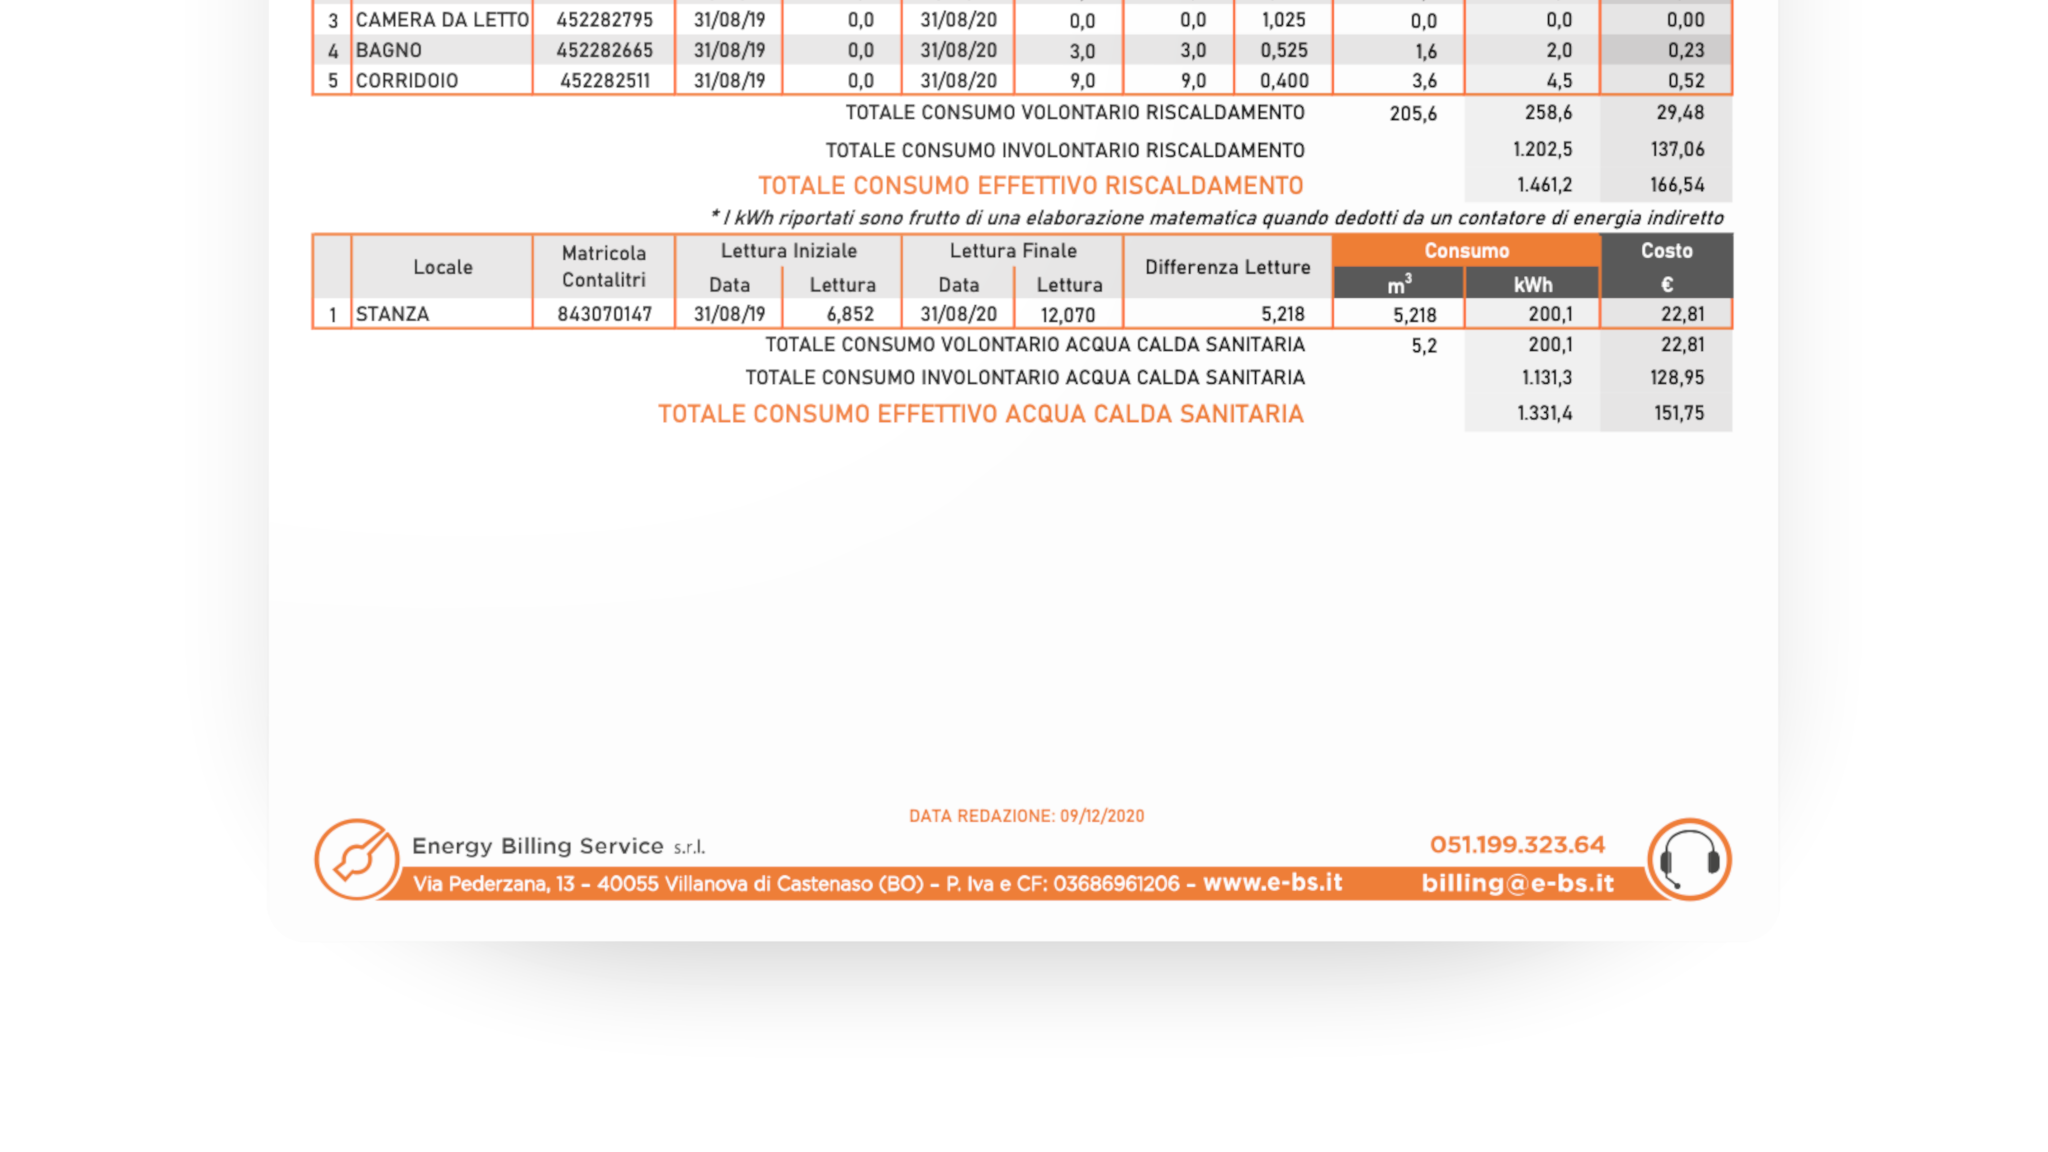 3 CAMERA DA LETTO 452282795 31/08/19 0,0 31/08/20 0,0 0,0 1,025 0,0 0,0 0,00
4 BAGNO 452282665 31/08/19 0,0 31/08/20 3,0 3,0 0,525 1,6 2,0 0,23
5 CORRIDOIO 452282511 31/08/19 0,0 31/08/20 9,0 9,0 0,400 3,6 4,5 0,52
TOTALE CONSUMO VOLONTARIO RISCALDAMENTO 205,6 258,6 29,48
TOTALE CONSUMO INVOLONTARIO RISCALDAMENTO 1.202,5 137,06
TOTALE CONSUMO EFFETTIVO RISCALDAMENTO 1.461,2 166,54
* I kWh riportati sono frutto di una elaborazione matematica quando dedotti da un contatore di energia indiretto
Locale Matricola Contalitri Lettura Iniziale Lettura Finale Differenza Letture Consumo Costo
Data Lettura Data Lettura m³ kWh €
1 STANZA 843070147 31/08/19 6,852 31/08/20 12,070 5,218 5,218 200,1 22,81
TOTALE CONSUMO VOLONTARIO ACQUA CALDA SANITARIA 5,2 200,1 22,81
TOTALE CONSUMO INVOLONTARIO ACQUA CALDA SANITARIA 1.131,3 128,95
TOTALE CONSUMO EFFETTIVO ACQUA CALDA SANITARIA 1.331,4 151,75
DATA REDAZIONE: 09/12/2020
Energy Billing Service s.r.l. 051.199.323.64
Via Pederzana, 13 – 40055 Villanova di Castenaso (BO) – P. Iva e CF: 03686961206 – www.e-bs.it billing@e-bs.it